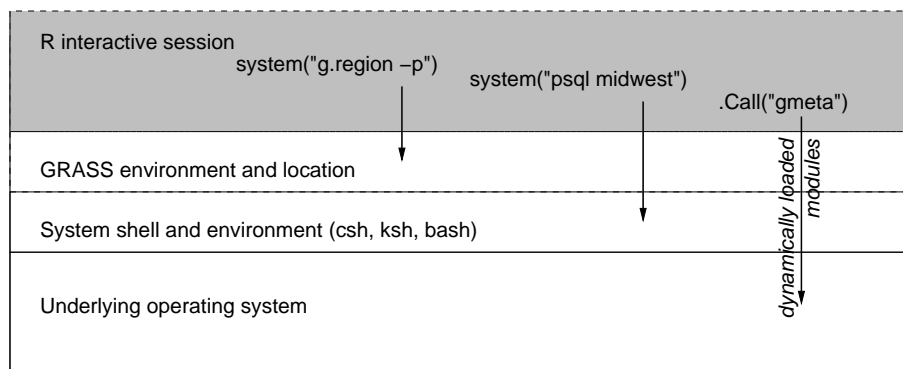 R interactive session
system("g.region −p")
system("psql midwest")
.Call("gmeta")
GRASS environment and location
System shell and environment (csh, ksh, bash)
Underlying operating system
dynamically loaded
modules